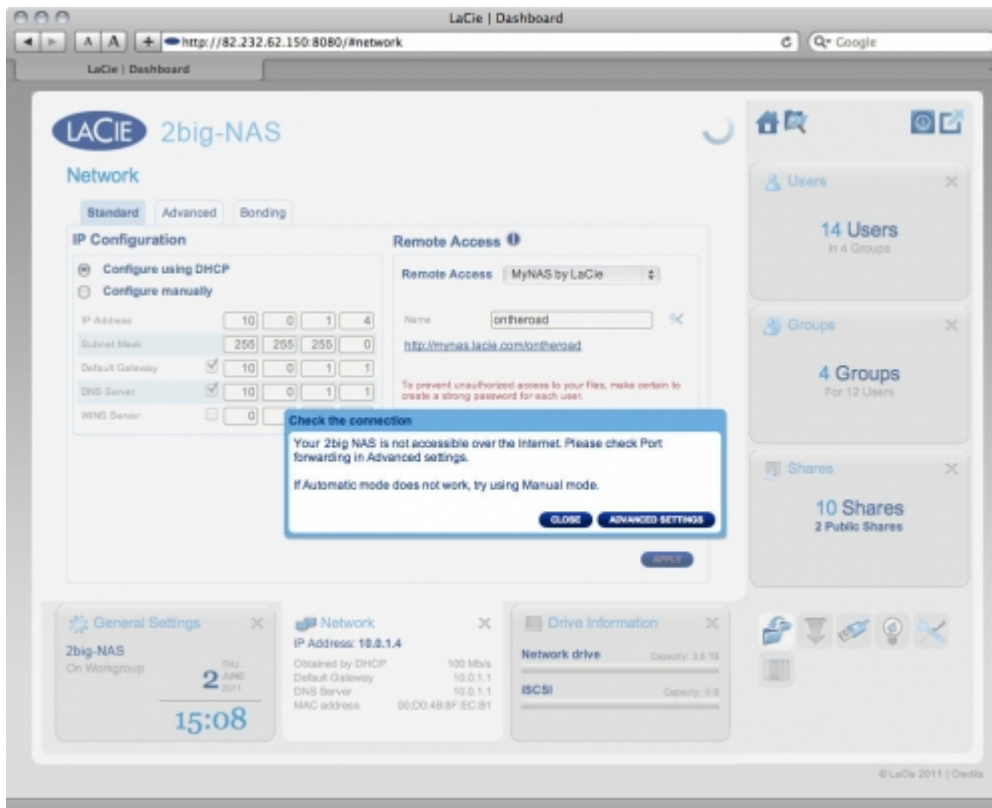 LaCie | Dashboard
A A + http://82.232.62.150:8080/#network
Google
LaCie | Dashboard
LACIE 2big-NAS
Network
Standard Advanced Bonding
IP Configuration
Configure using DHCP
Configure manually
IP Address 10 0 1 4
Subnet Mask 255 255 255 0
Default Gateway 10 0 1 1
DNS Server 10 0 1 1
WINS Server 0
Remote Access
Remote Access MyNAS by LaCie
Name ontheroad
http://mynas.lacie.com/ontheroad
To prevent unauthorized access to your files, make certain to
create a strong password for each user.
Check the connection
Your 2big NAS is not accessible over the Internet. Please check Port
forwarding in Advanced settings.
If Automatic mode does not work, try using Manual mode.
CLOSE ADVANCED SETTINGS
APPLY
Users
14 Users
In 4 Groups
Groups
4 Groups
For 12 Users
Shares
10 Shares
2 Public Shares
General Settings
2big-NAS
On Workgroup
2 THU. JUNE 2011
15:08
Network
IP Address: 10.0.1.4
Obtained by DHCP 100 Mb/s
Default Gateway 10.0.1.1
DNS Server 10.0.1.1
MAC address 00:D0:4B:8F:EC:B1
Drive Information
Network drive Capacity: 3.6 TB
ISCSI Capacity: 0 B
© LaCie 2011 | Credits